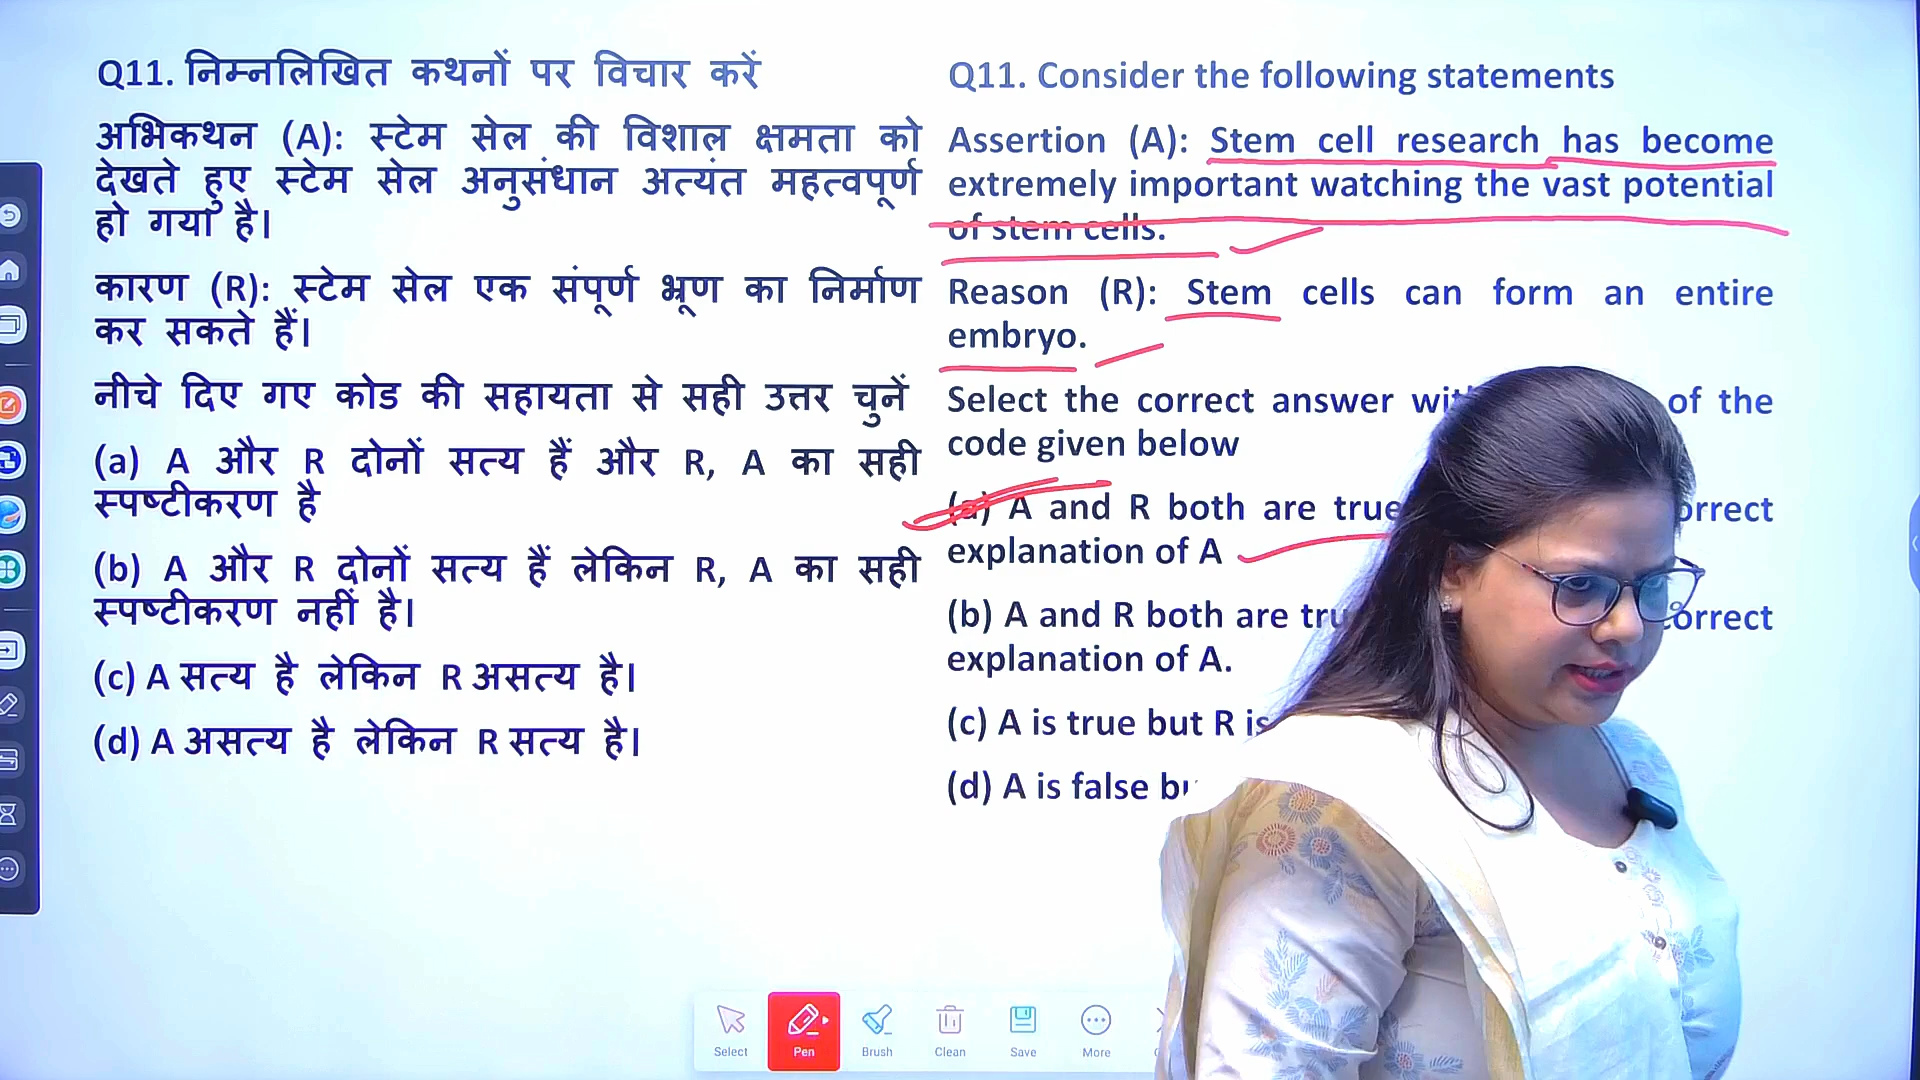 Q11. निम्नलिखित कथनों पर विचार करें
अभिकथन (A): स्टेम सेल की विशाल क्षमता को
देखते हुए स्टेम सेल अनुसंधान अत्यंत महत्वपूर्ण
हो गया है।
कारण (R): स्टेम सेल एक संपूर्ण भ्रूण का निर्माण
कर सकते हैं।
नीचे दिए गए कोड की सहायता से सही उत्तर चुनें
(a) A और R दोनों सत्य हैं और R, A का सही
स्पष्टीकरण है
(b) A और R दोनों सत्य हैं लेकिन R, A का सही
स्पष्टीकरण नहीं है।
(c) A सत्य है लेकिन R असत्य है।
(d) A असत्य है लेकिन R सत्य है।
Q11. Consider the following statements
Assertion (A): Stem cell research has become
extremely important watching the vast potential
of stem cells.
Reason (R): Stem cells can form an entire
embryo.
Select the correct answer of the
code given below
(a) A and R both are true
explanation of A
(b) A and R both are
explanation of A.
(c) A is true but R is
(d) A is false
Select
Pen
Brush
Clean
Save
More